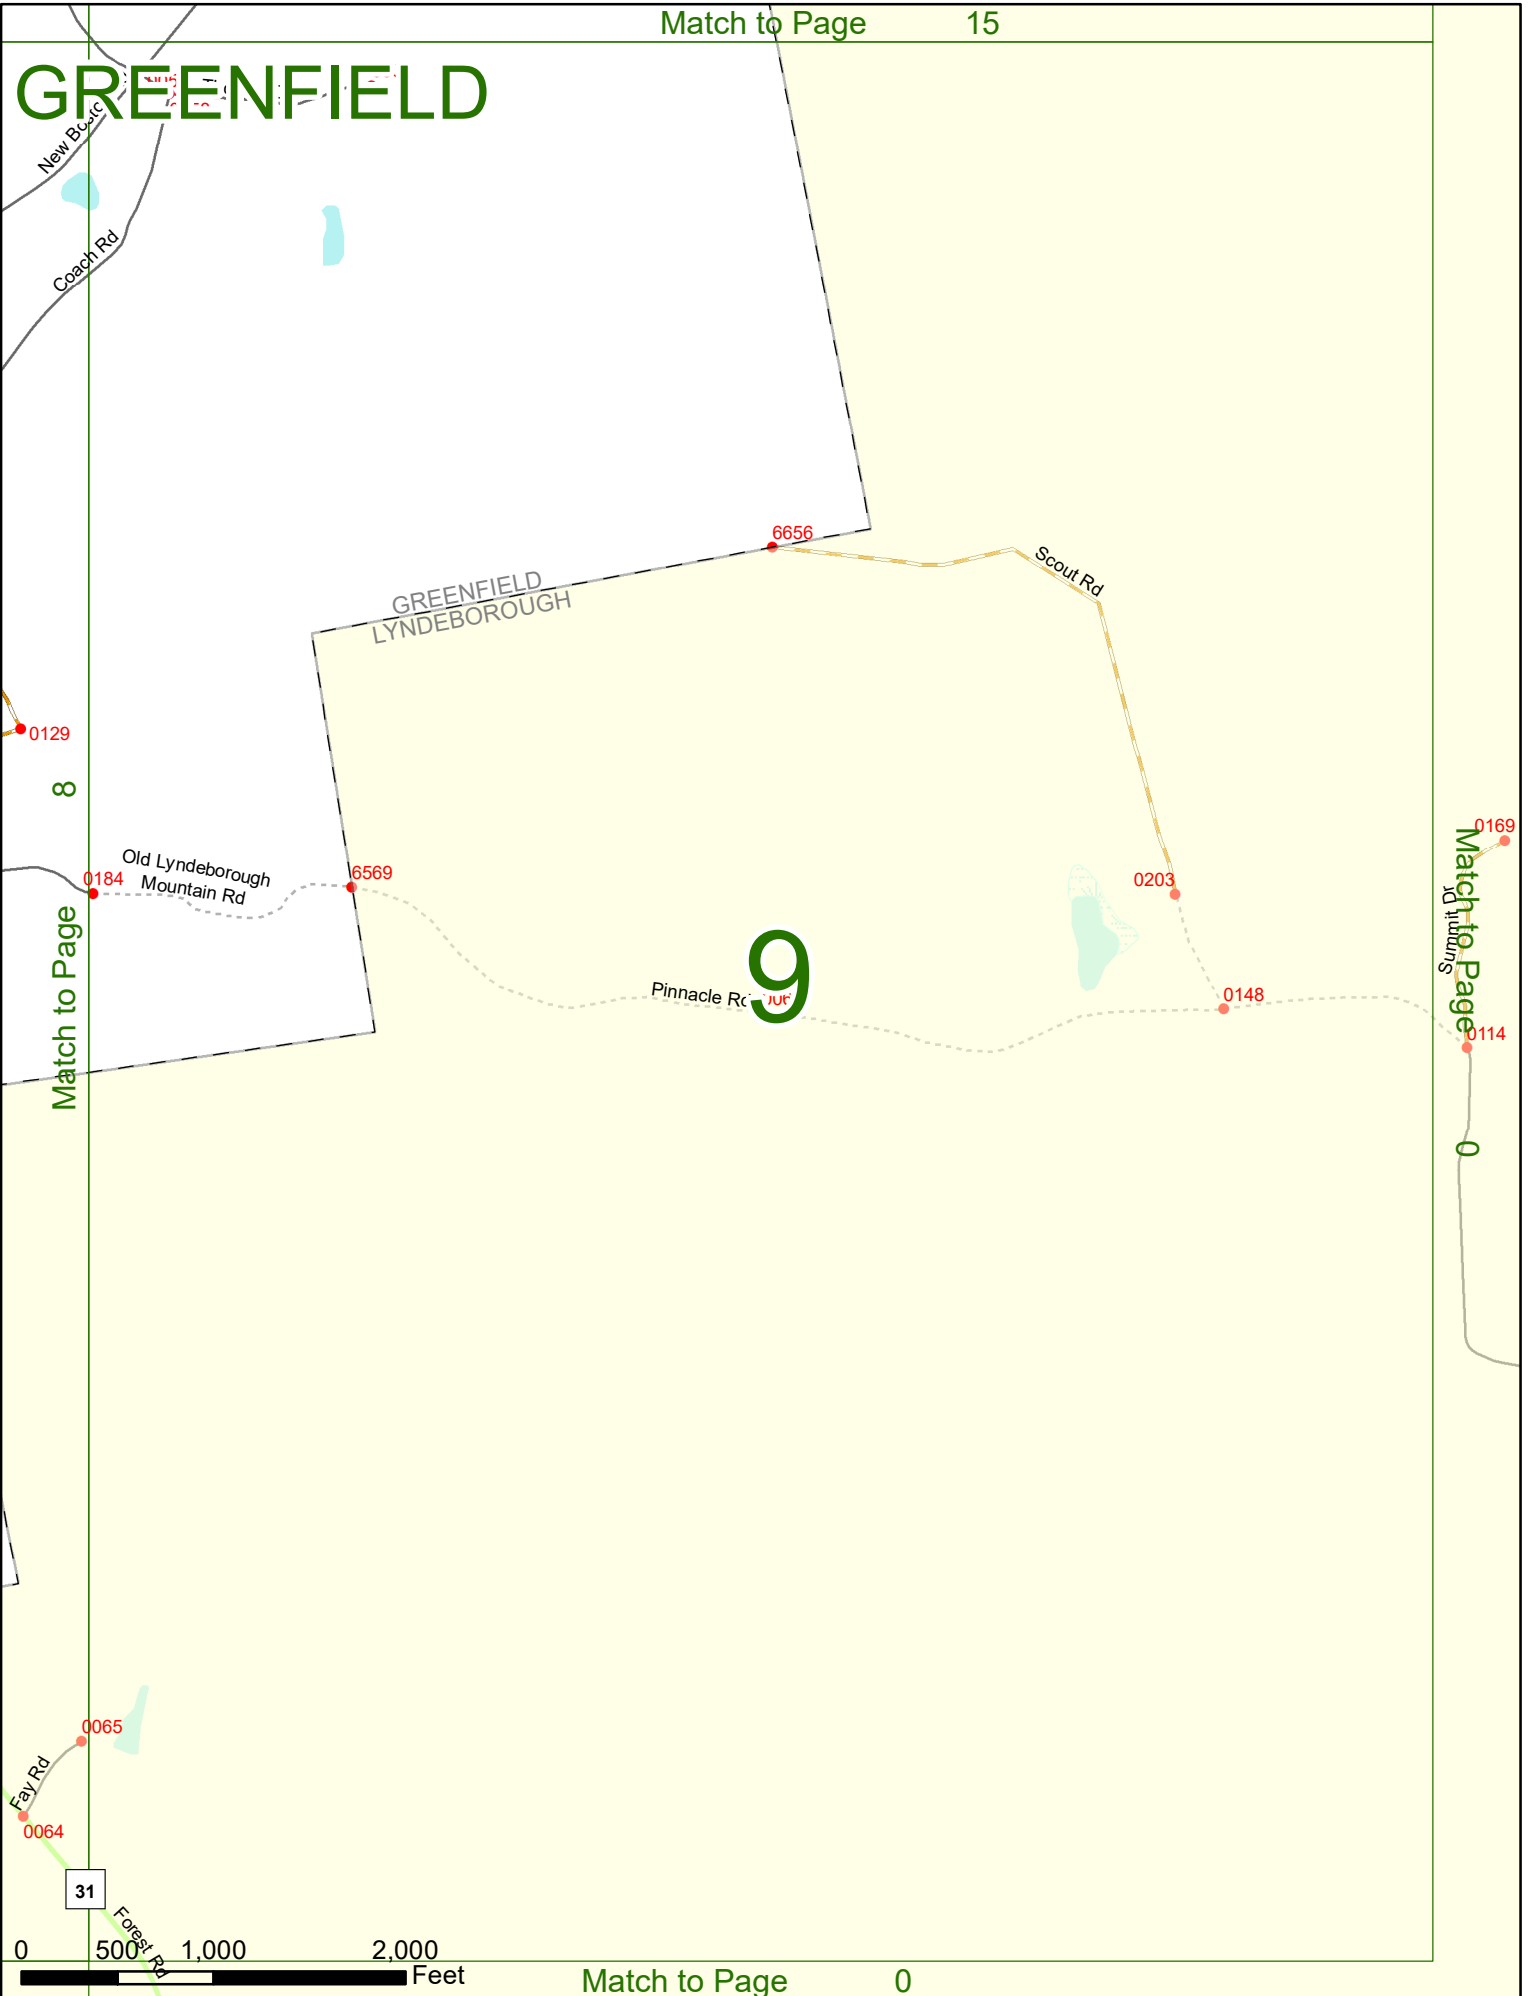 Match to Page 15
GREENFIELD
Coach Rd
6656
Scout Rd
GREENFIELD
LYNDEBOROUGH
0129
8
Match to Page
0169
Old Lyndeborough
Mountain Rd
0184
6569
0203
Summit Dr
Match to Page
9
Pinnacle Rd
0148
0114
0
0065
Fay Rd
0064
31
Forest Rd
0 500 1,000 2,000
Feet
Match to Page 0